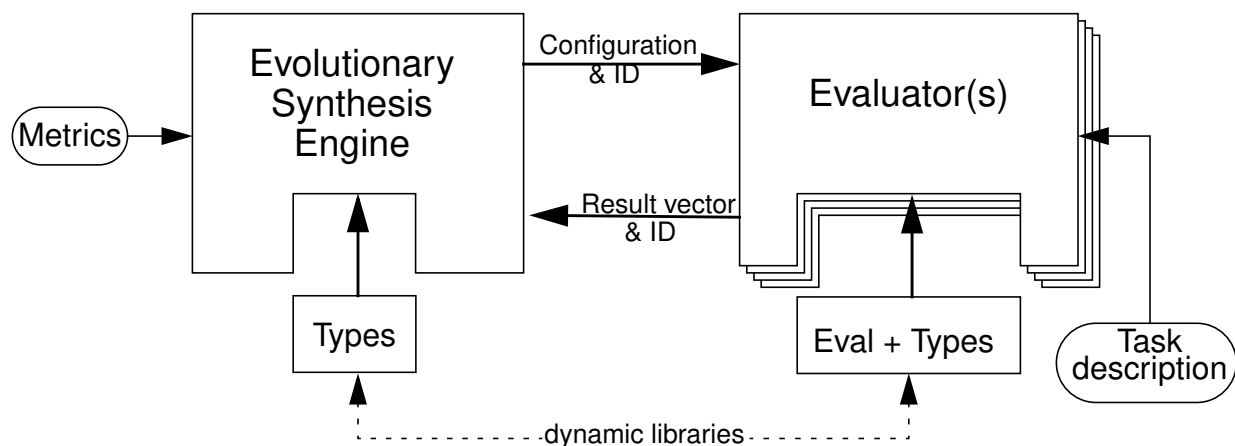 Evolutionary
Synthesis
Engine
Configuration
& ID
Evaluator(s)
Metrics
Result vector
& ID
Types
Eval + Types
Task
description
dynamic libraries